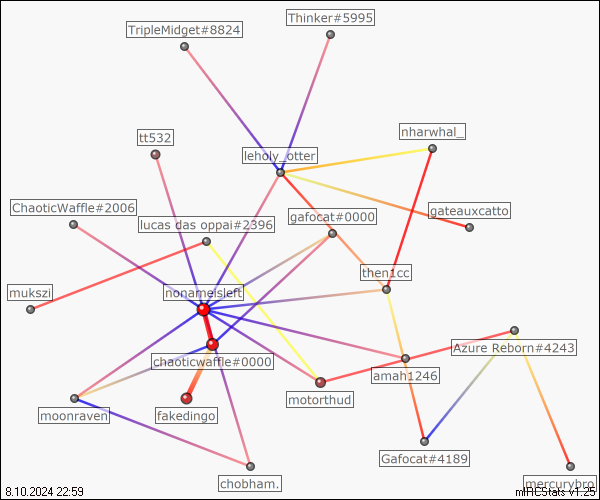 Thinker#5995
TripleMidget#8824
nharwhal_
tt532
leholy_otter
ChaoticWaffle#2006
gateauxcatto
gafocat#0000
lucas das oppai#2396
then1cc
mukszi
nonameisleft
Azure Reborn#4243
chaoticwaffle#0000
amah1246
motorthud
moonraven
fakedingo
Gafocat#4189
chobham.
mercurybro
8.10.2024 22:59
mIRCStats v1.25